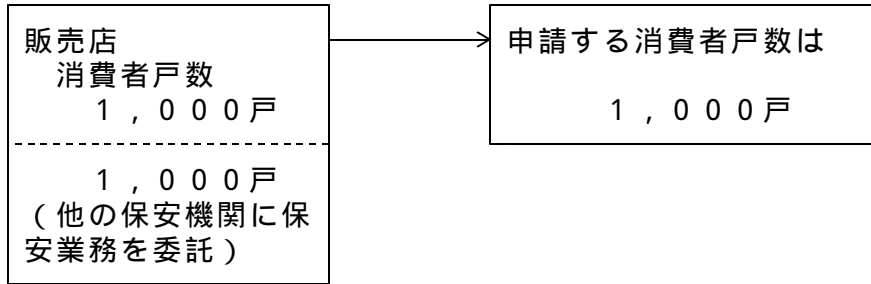 販売店
消費者戸数
１，０００戸
１，０００戸
（他の保安機関に保
安業務を委託）
申請する消費者戸数は
１，０００戸